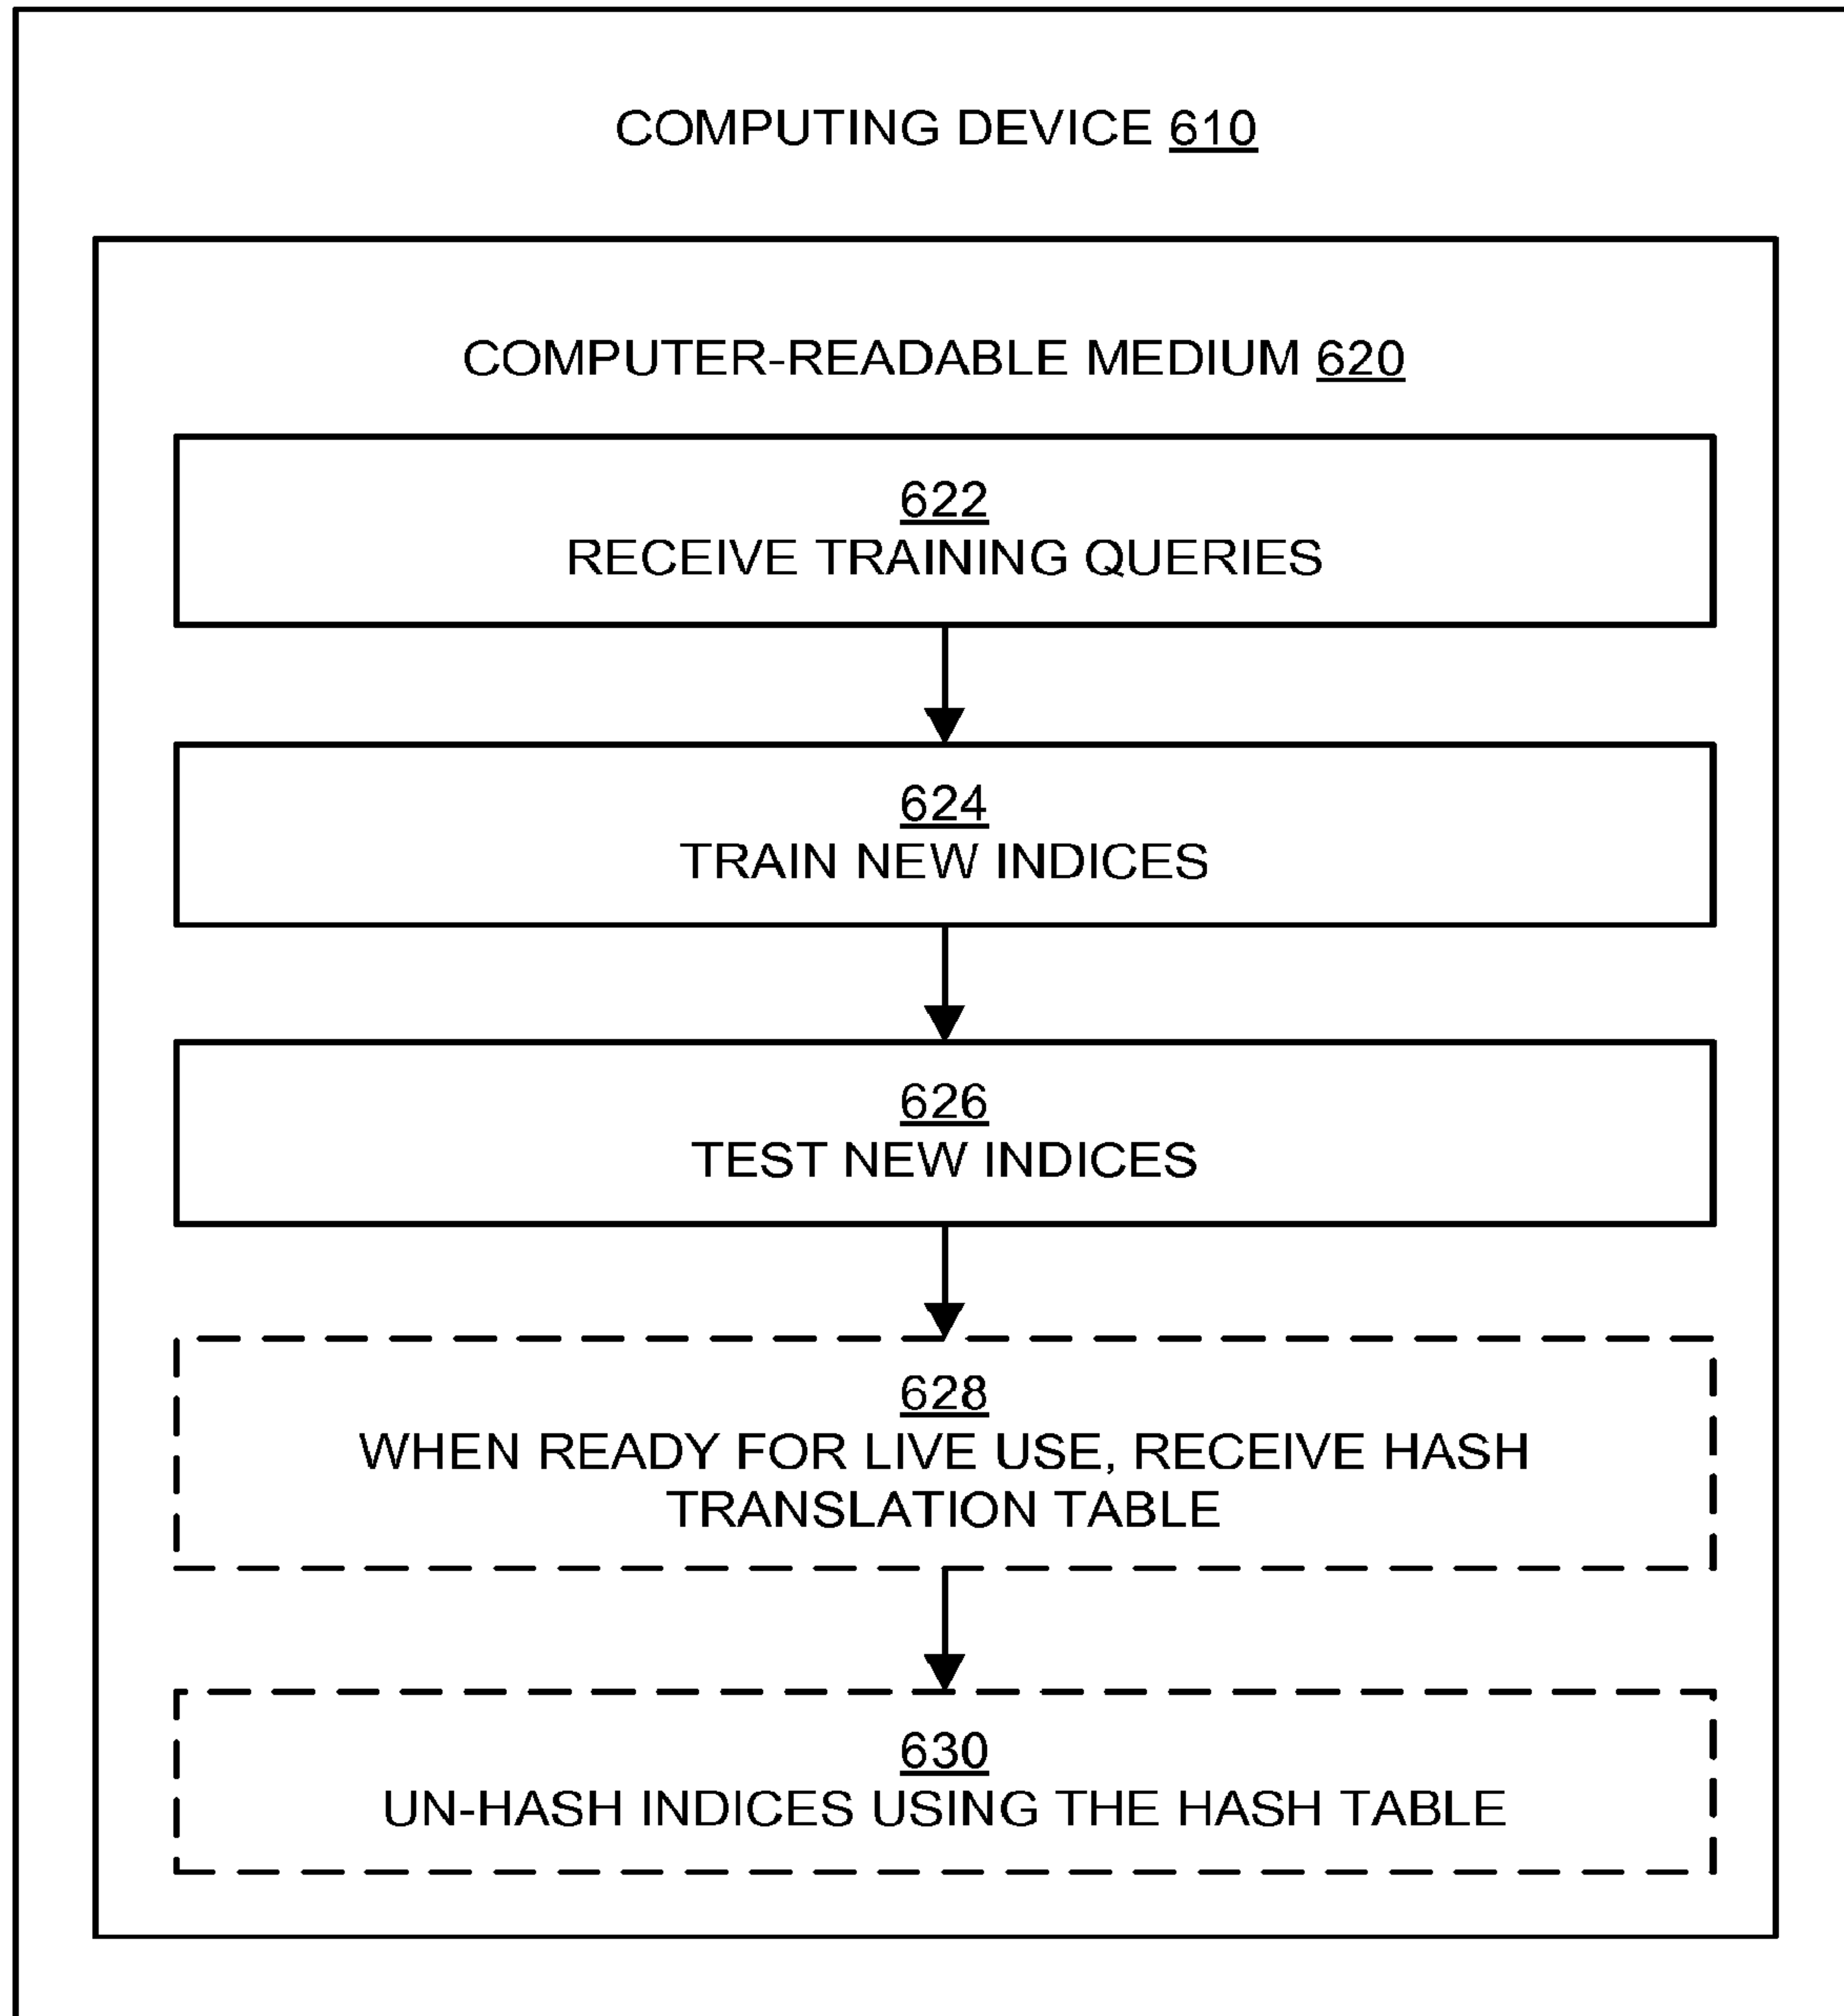 COMPUTING DEVICE 610
COMPUTER-READABLE MEDIUM 620
622
RECEIVE TRAINING QUERIES
624
TRAIN NEW INDICES
626
TEST NEW INDICES
628
WHEN READY FOR LIVE USE, RECEIVE HASH
TRANSLATION TABLE
630
UN-HASH INDICES USING THE HASH TABLE